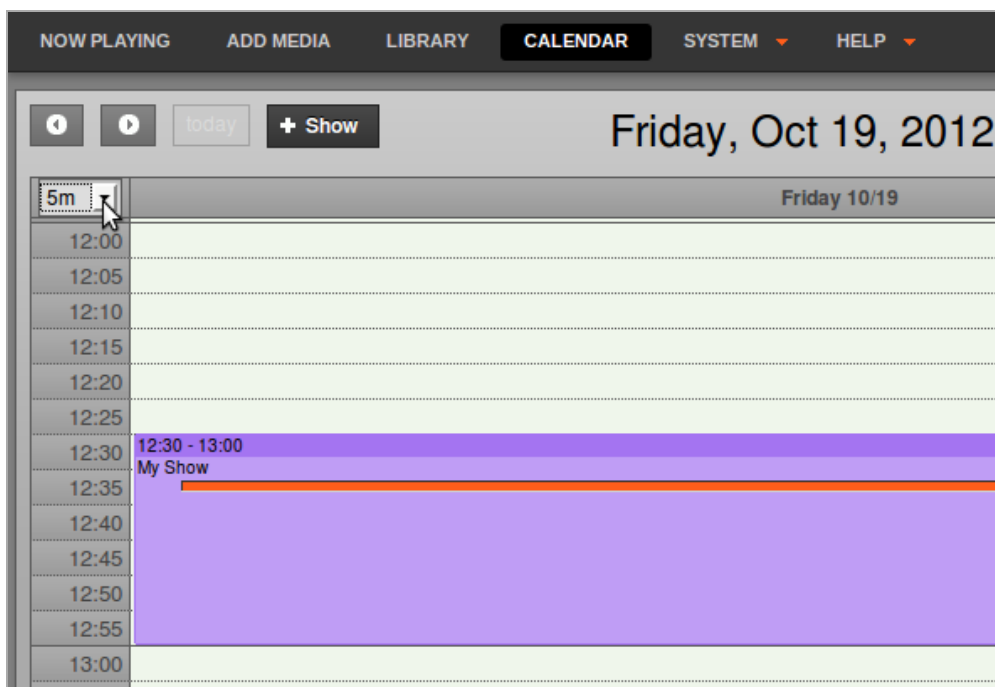 NOW PLAYING ADD MEDIA LIBRARY CALENDAR SYSTEM HELP
today + Show Friday, Oct 19, 2012
5m Friday 10/19
12:00
12:05
12:10
12:15
12:20
12:25
12:30 12:30 - 13:00
My Show
12:35
12:40
12:45
12:50
12:55
13:00